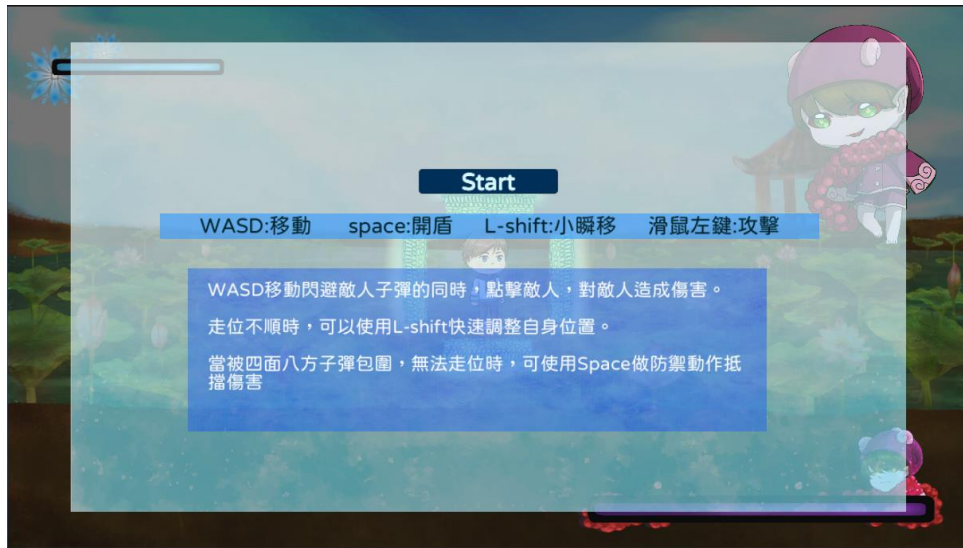 Start
WASD:移動 space:開盾 L-shift:小瞬移 滑鼠左鍵:攻擊
WASD移動閃避敵人子彈的同時，點擊敵人，對敵人造成傷害。
走位不順時，可以使用L-shift快速調整自身位置。
當被四面八方子彈包圍，無法走位時，可使用Space做防禦動作抵
擋傷害